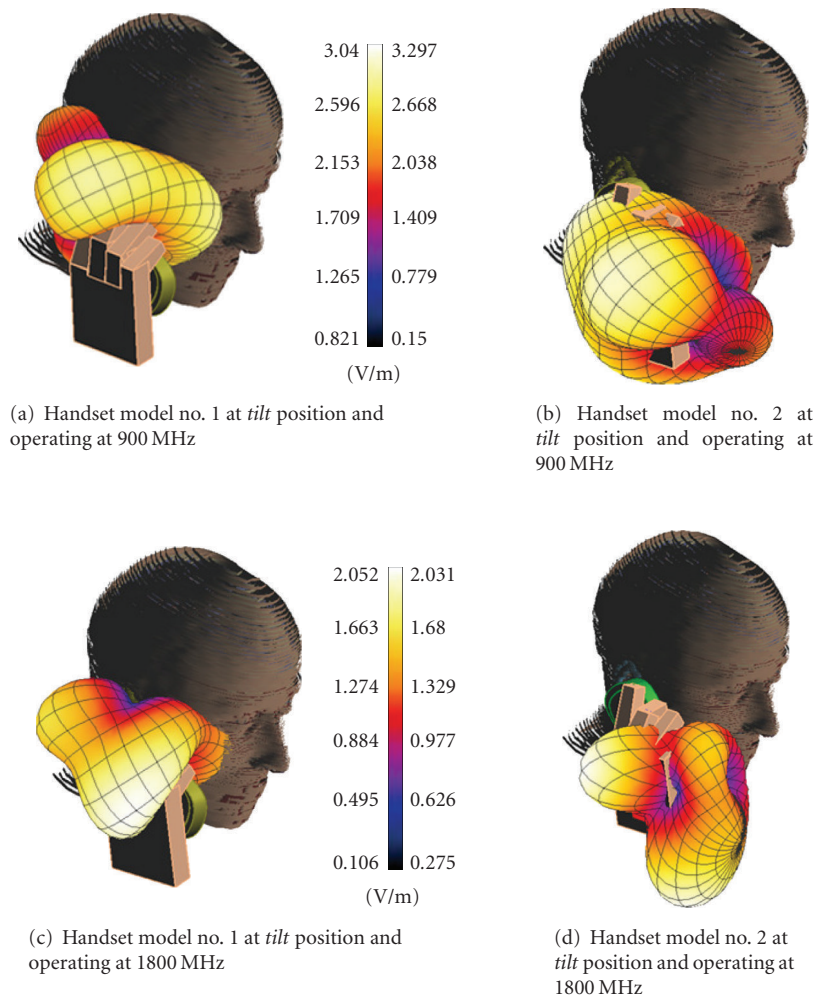 3.04 3.297
2.596 2.668
2.153 2.038
1.709 1.409
1.265 0.779
0.821 0.15
(V/m)
(a) Handset model no. 1 at tilt position and
operating at 900 MHz
(b) Handset model no. 2 at
tilt position and operating at
900 MHz
2.052 2.031
1.663 1.68
1.274 1.329
0.884 0.977
0.495 0.626
0.106 0.275
(V/m)
(c) Handset model no. 1 at tilt position and
operating at 1800 MHz
(d) Handset model no. 2 at
tilt position and operating at
1800 MHz